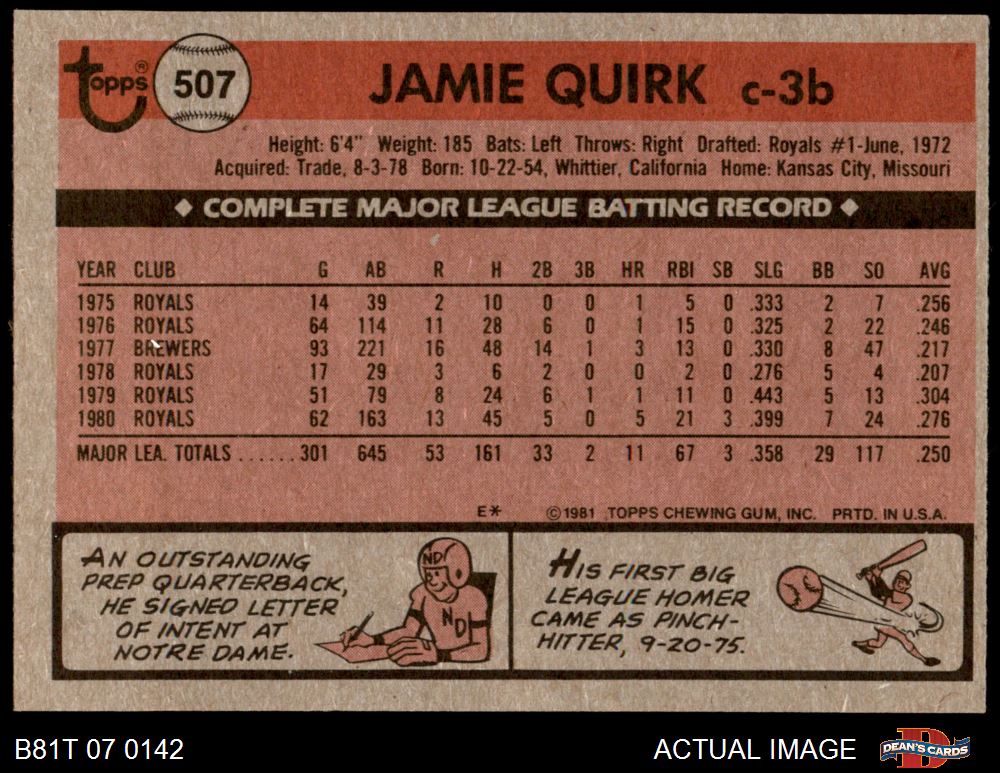 Topps®
507
JAMIE QUIRK c-3b
Height: 6'4" Weight: 185 Bats: Left Throws: Right Drafted: Royals #1-June, 1972
Acquired: Trade, 8-3-78 Born: 10-22-54, Whittier, California Home: Kansas City, Missouri
◆ COMPLETE MAJOR LEAGUE BATTING RECORD ◆
YEAR CLUB G AB R H 2B 3B HR RBI SB SLG BB SO AVG
1975 ROYALS 14 39 2 10 0 0 1 5 0 .333 2 7 .256
1976 ROYALS 64 114 11 28 6 0 1 15 0 .325 2 22 .246
1977 BREWERS 93 221 16 48 14 1 3 13 0 .330 8 47 .217
1978 ROYALS 17 29 3 6 2 0 0 2 0 .276 5 4 .207
1979 ROYALS 51 79 8 24 6 1 1 11 0 .443 5 13 .304
1980 ROYALS 62 163 13 45 5 0 5 21 3 .399 7 24 .276
MAJOR LEA. TOTALS ......301 645 53 161 33 2 11 67 3 .358 29 117 .250
E* ©1981 TOPPS CHEWING GUM, INC. PRTD. IN U.S.A.
AN OUTSTANDING
PREP QUARTERBACK,
HE SIGNED LETTER
OF INTENT AT
NOTRE DAME.
ND
ND
HIS FIRST BIG
LEAGUE HOMER
CAME AS PINCH-
HITTER, 9-20-75.
B81T 07 0142
ACTUAL IMAGE
DEAN'S CARDS